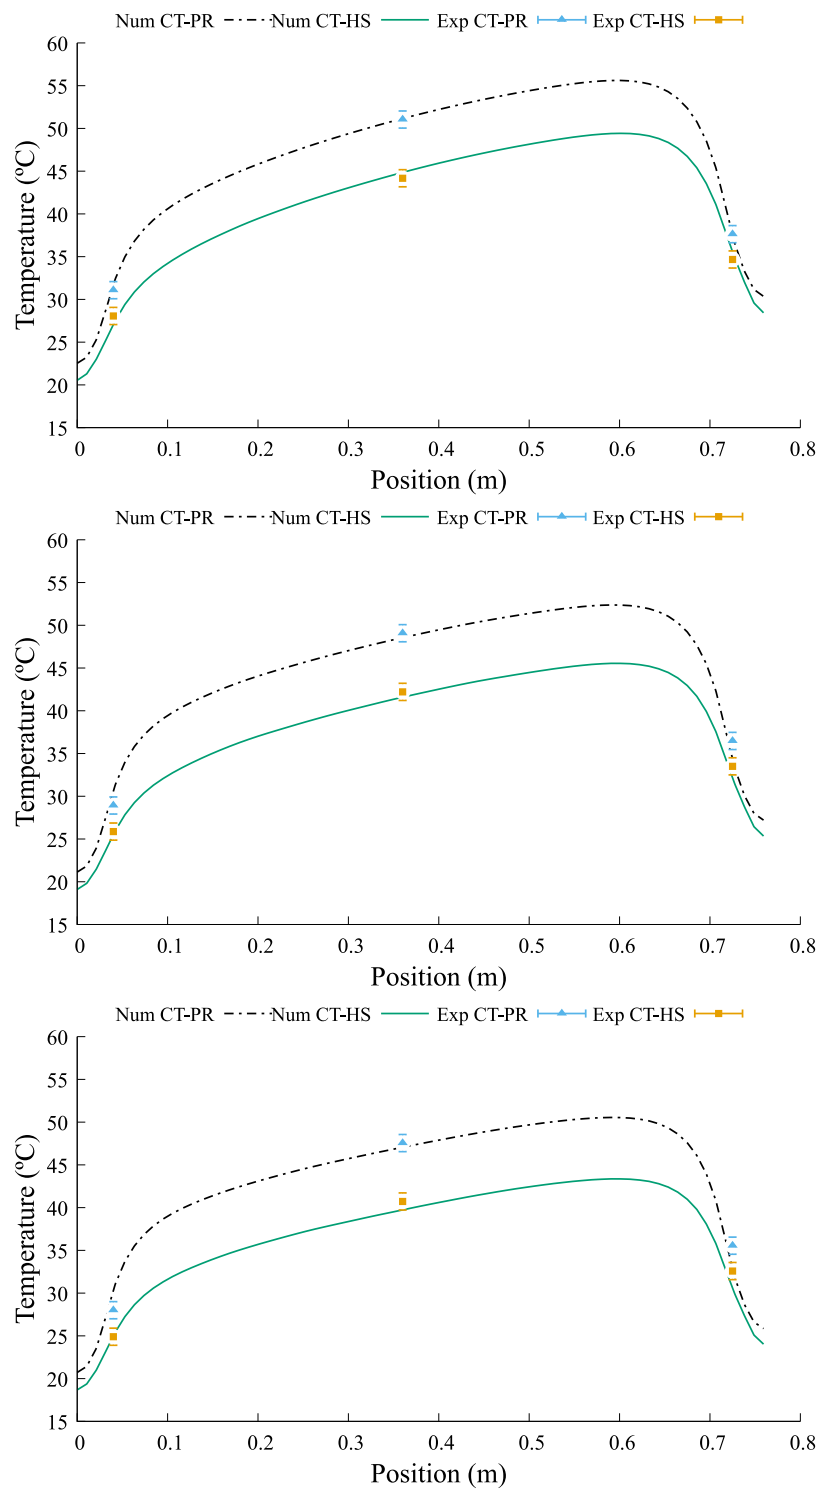 Num CT-PR Num CT-HS Exp CT-PR Exp CT-HS
60
55
50
45
40
35
30
25
20
15
Temperature (ºC)
0 0.1 0.2 0.3 0.4 0.5 0.6 0.7 0.8
Position (m)
Num CT-PR Num CT-HS Exp CT-PR Exp CT-HS
60
55
50
45
40
35
30
25
20
15
Temperature (ºC)
0 0.1 0.2 0.3 0.4 0.5 0.6 0.7 0.8
Position (m)
Num CT-PR Num CT-HS Exp CT-PR Exp CT-HS
60
55
50
45
40
35
30
25
20
15
Temperature (ºC)
0 0.1 0.2 0.3 0.4 0.5 0.6 0.7 0.8
Position (m)